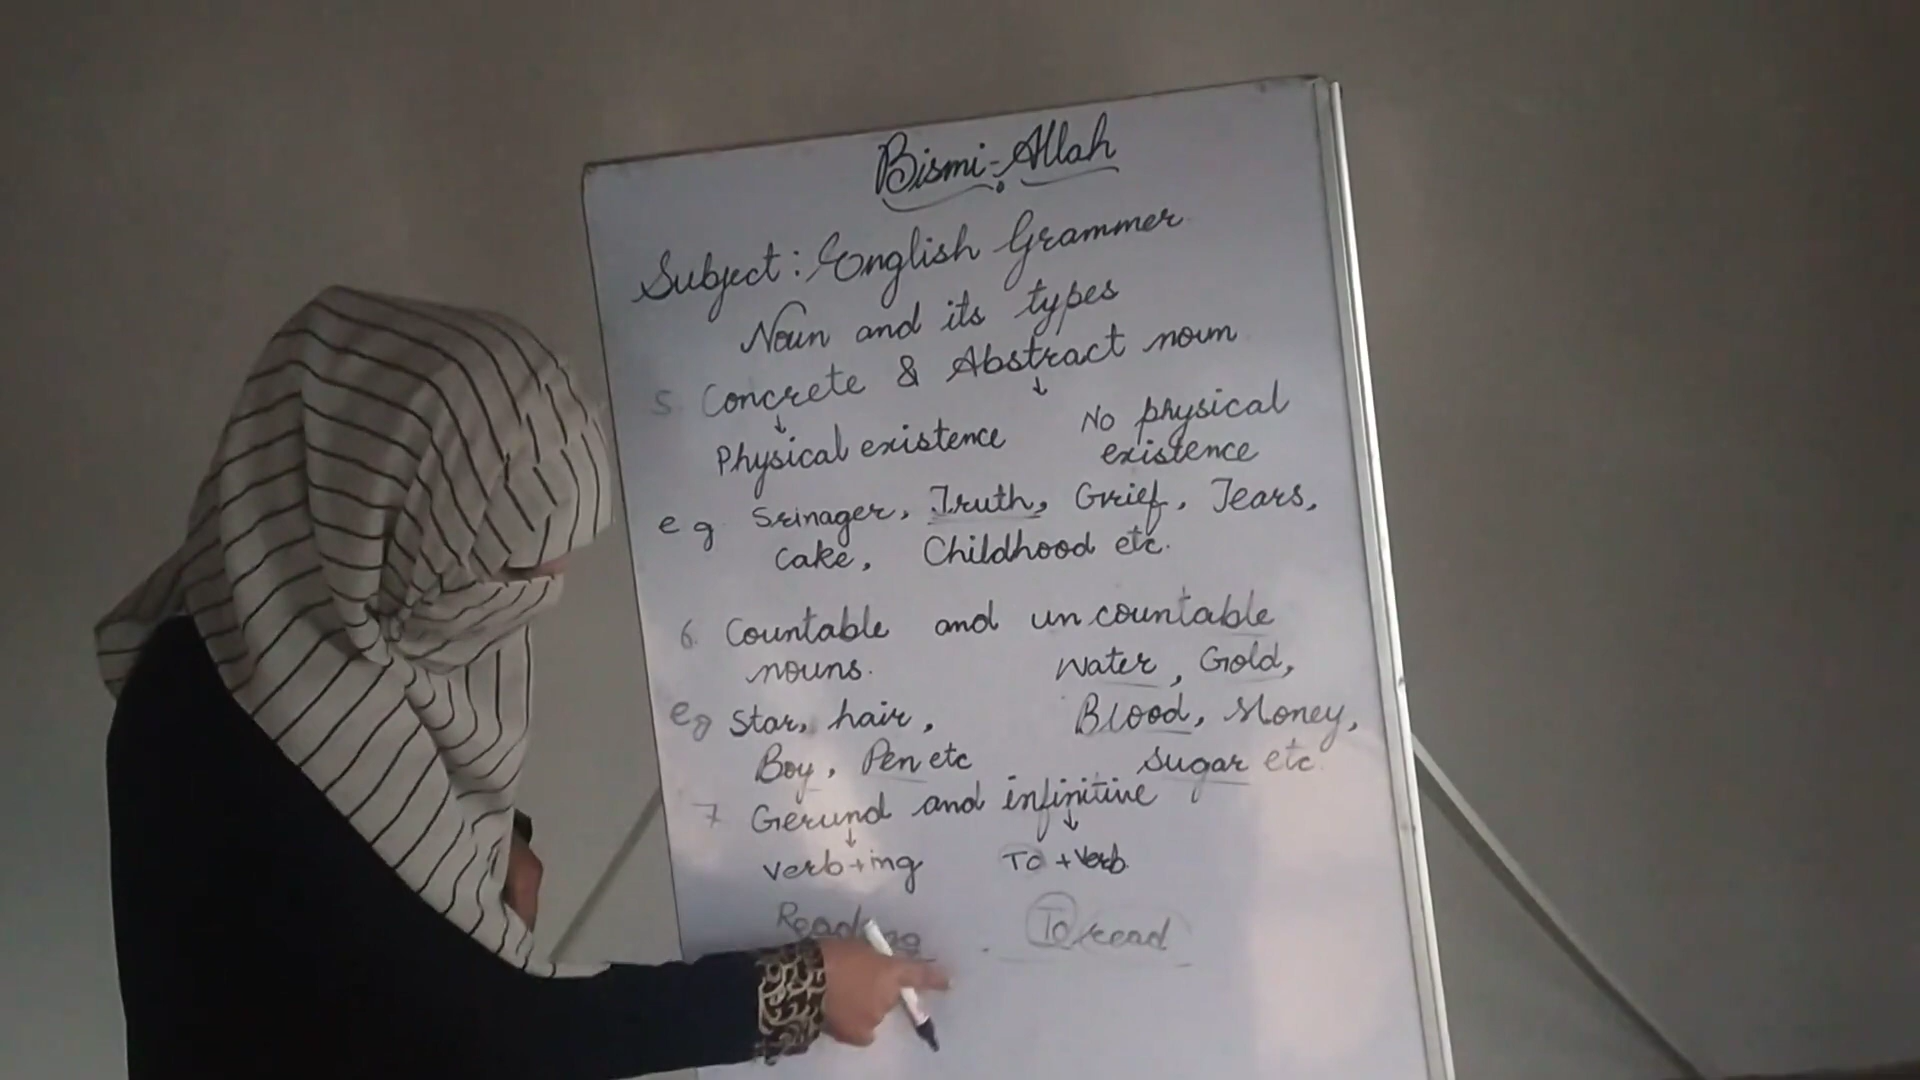 Bismi-Allah
Subject: English Grammer
Noun and its types
5. Concrete & Abstract noun
↓ ↓
Physical existence No physical existence
e g Srinager, Truth, Grief, Tears,
Cake, Childhood etc.
6. Countable and un countable
nouns. Water, Gold,
eg Star, hair, Blood, Money,
Boy, Pen etc Sugar etc.
7 Gerund and infinitive
↓ ↓
Verb+ing To + Verb.
Reading To read